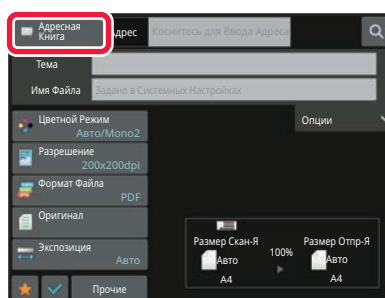 Адресная
Книга
Адрес
Коснитесь для Ввода Адреса
Тема
Имя Файла
Задано в Системных Настройках
Цветной Режим
Авто/Mono2
Опции
Разрешение
200x200dpi
Формат Файла
PDF
Оригинал
Экспозиция
Авто
Размер Скан-Я
100%
Размер Отпр-Я
Авто
Авто
A4
A4
Прочие